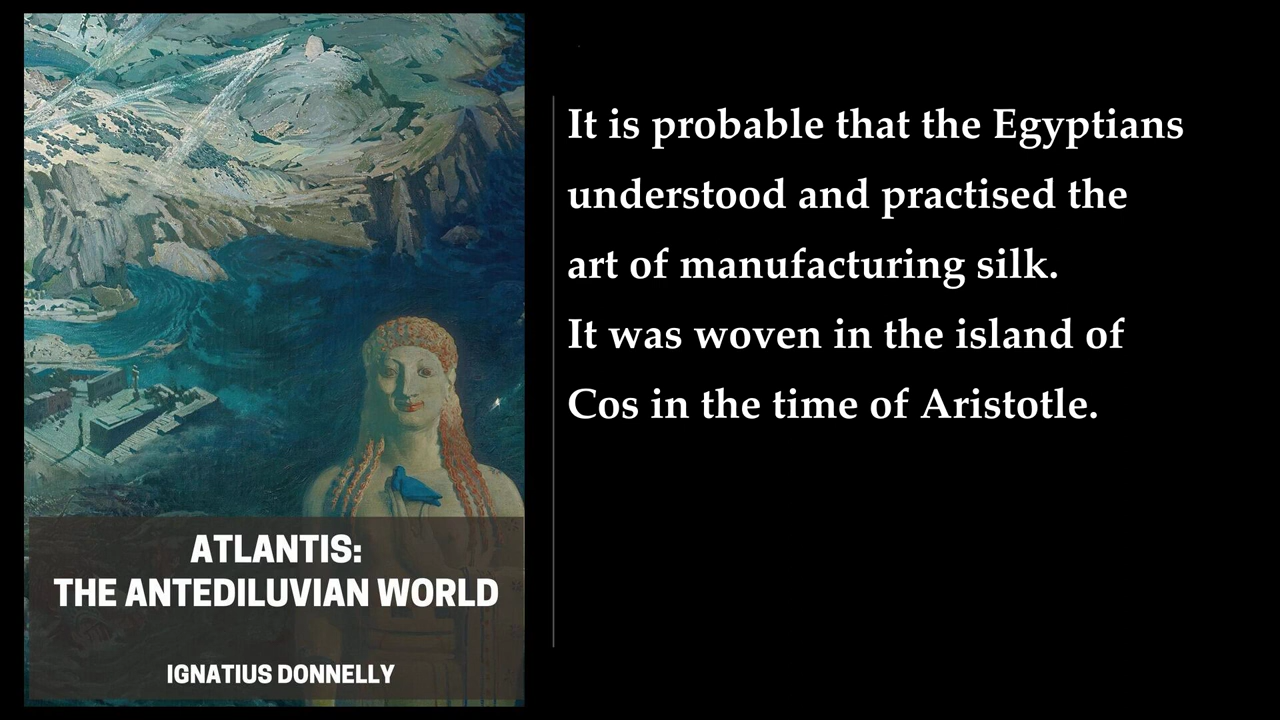 It is probable that the Egyptians
understood and practised the
art of manufacturing silk.
It was woven in the island of
Cos in the time of Aristotle.
ATLANTIS:
THE ANTEDILUVIAN WORLD
IGNATIUS DONNELLY